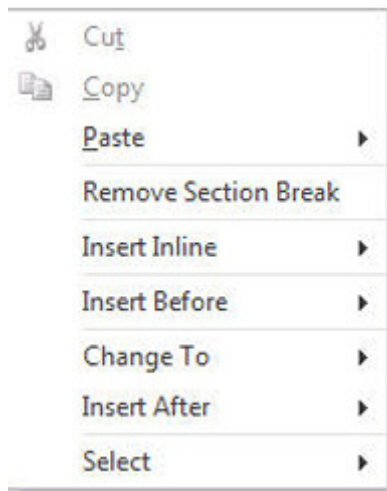 Cut
Copy
Paste
Remove Section Break
Insert Inline
Insert Before
Change To
Insert After
Select